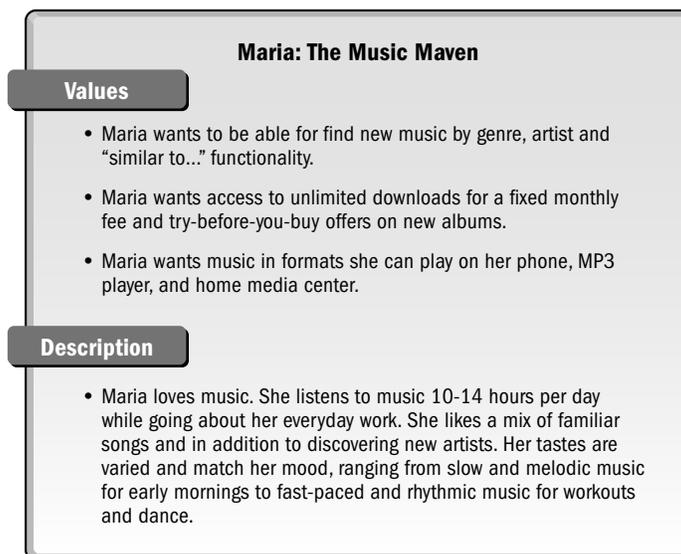 Maria: The Music Maven
Values
• Maria wants to be able for find new music by genre, artist and
“similar to...” functionality.
• Maria wants access to unlimited downloads for a fixed monthly
fee and try-before-you-buy offers on new albums.
• Maria wants music in formats she can play on her phone, MP3
player, and home media center.
Description
• Maria loves music. She listens to music 10-14 hours per day
while going about her everyday work. She likes a mix of familiar
songs and in addition to discovering new artists. Her tastes are
varied and match her mood, ranging from slow and melodic music
for early mornings to fast-paced and rhythmic music for workouts
and dance.